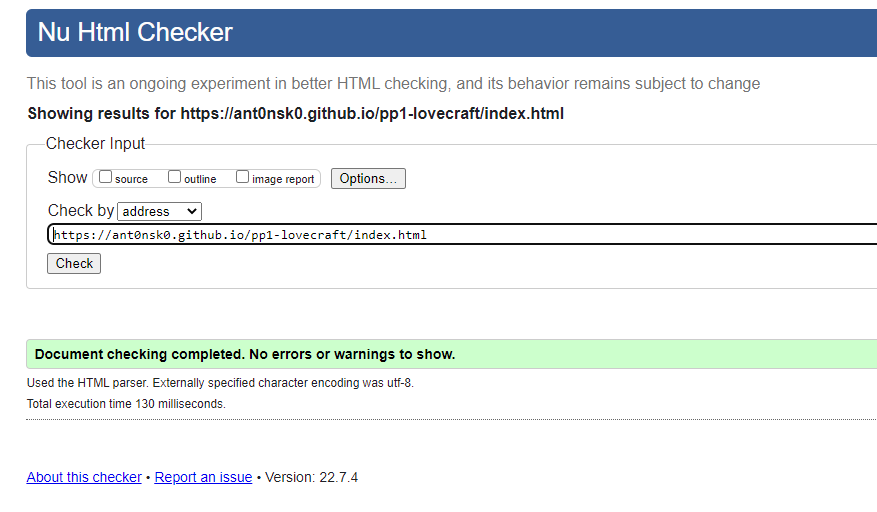 Nu Html Checker
This tool is an ongoing experiment in better HTML checking, and its behavior remains subject to change
Showing results for https://ant0nsk0.github.io/pp1-lovecraft/index.html
Checker Input
Show source outline image report Options...
Check by address
https://ant0nsk0.github.io/pp1-lovecraft/index.html
Check
Document checking completed. No errors or warnings to show.
Used the HTML parser. Externally specified character encoding was utf-8.
Total execution time 130 milliseconds.
About this checker • Report an issue • Version: 22.7.4